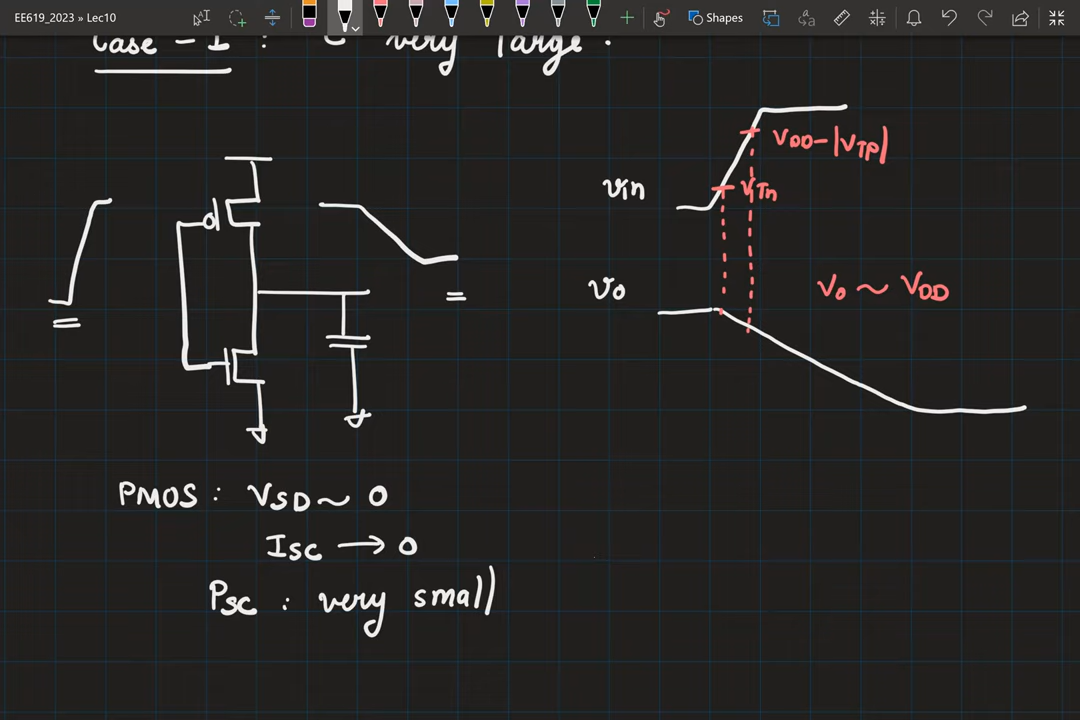 EE619_2023 » Lec10
Shapes
Case - I : C very large.
VDD-|VTP|
Vin
VTn
Vo
Vo ~ VDD
PMOS : VSD ~ 0
ISC → 0
PSC : very small